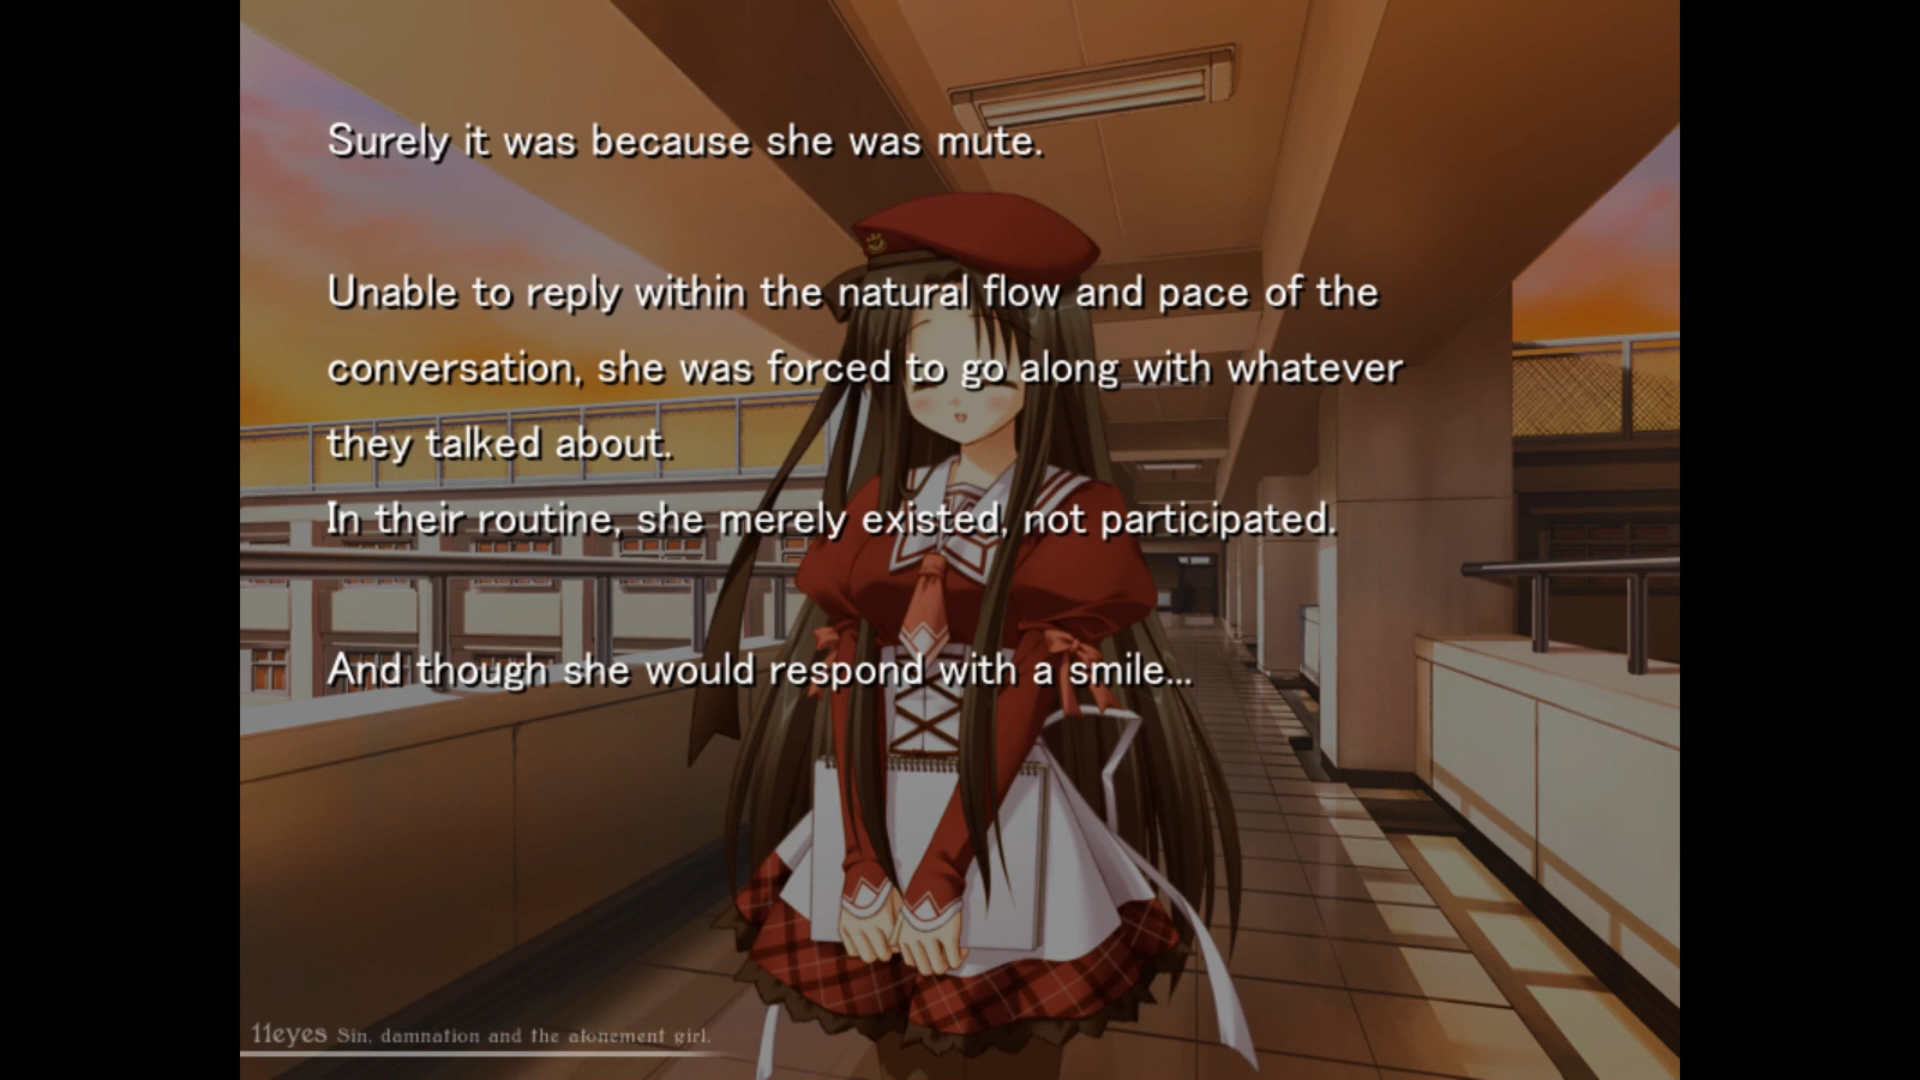 Surely it was because she was mute.
Unable to reply within the natural flow and pace of the
conversation, she was forced to go along with whatever
they talked about.
In their routine, she merely existed, not participated.
And though she would respond with a smile...
11eyes Sin, damnation and the atonement girl.